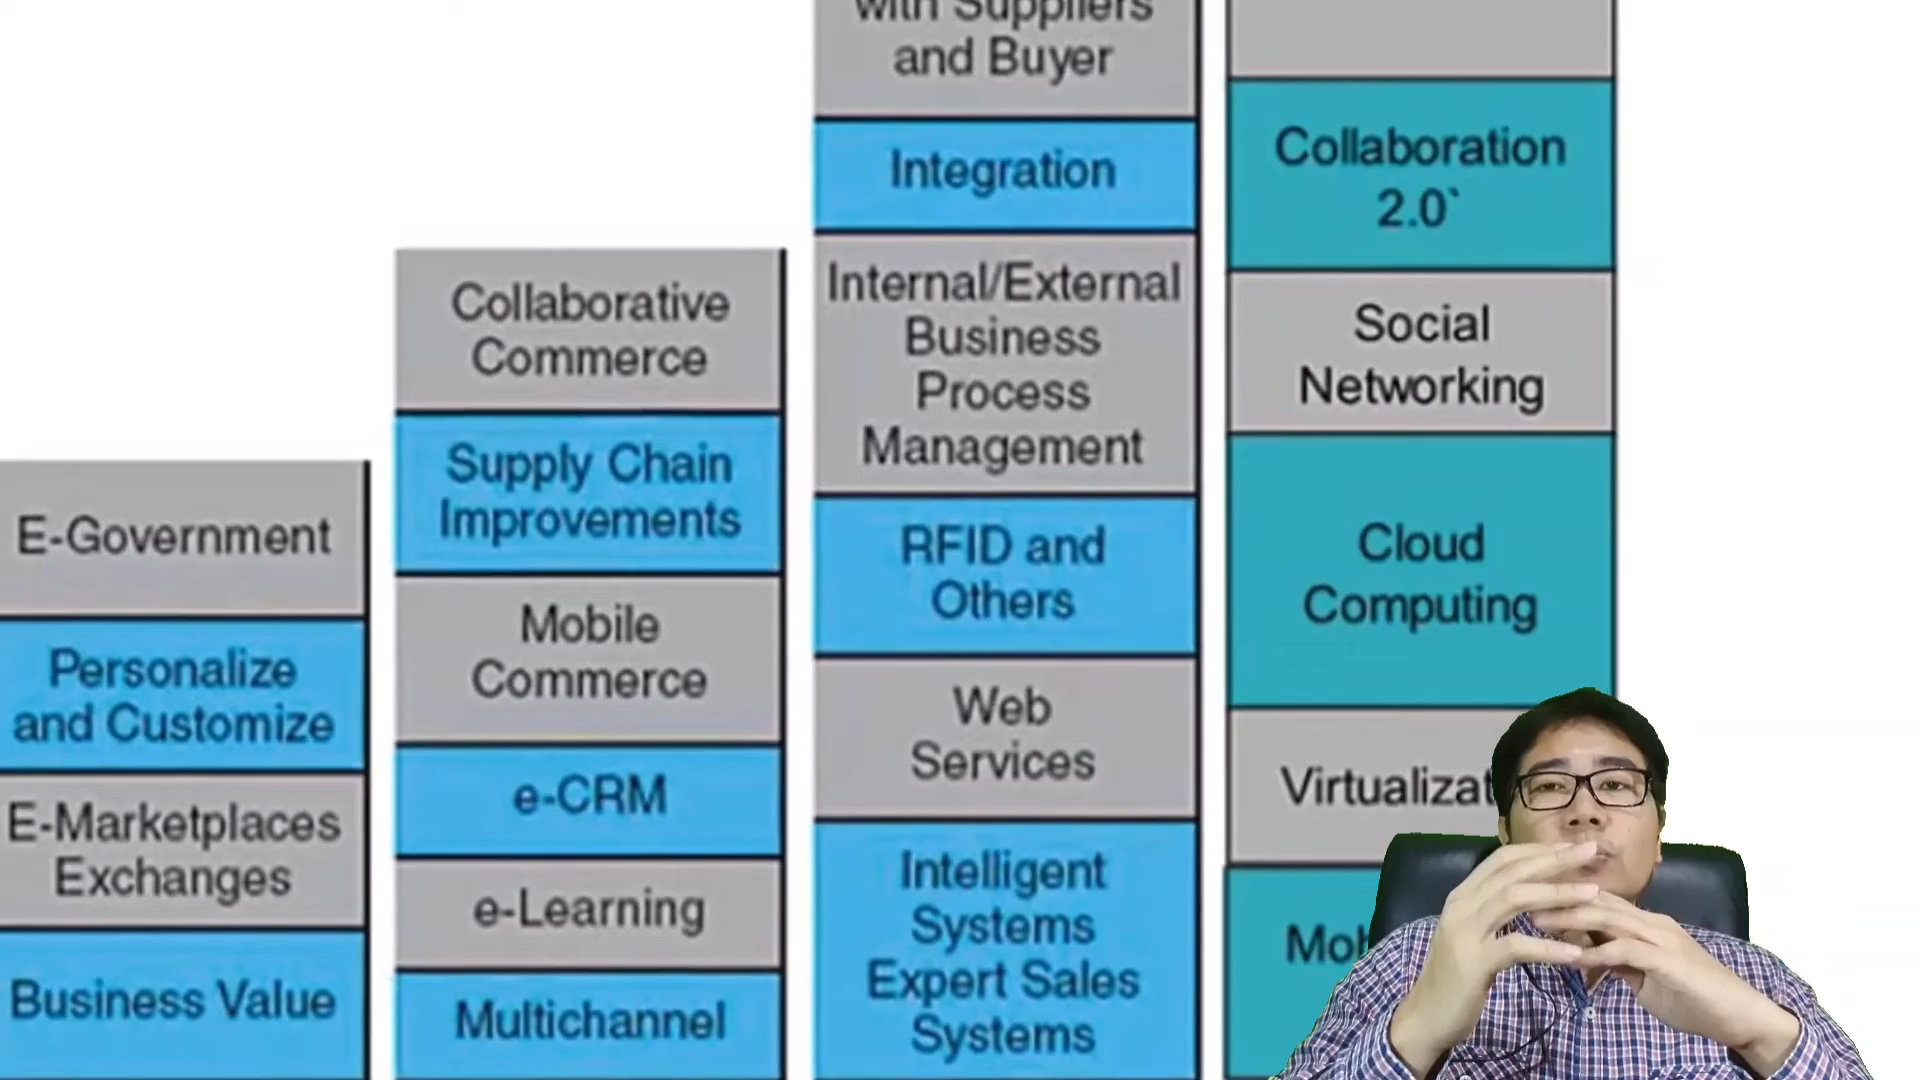 E-Government
Personalize
and Customize
E-Marketplaces
Exchanges
Business Value
Collaborative
Commerce
Supply Chain
Improvements
Mobile
Commerce
e-CRM
e-Learning
Multichannel
with Suppliers
and Buyer
Integration
Internal/External
Business
Process
Management
RFID and
Others
Web
Services
Intelligent
Systems
Expert Sales
Systems
Collaboration
2.0`
Social
Networking
Cloud
Computing